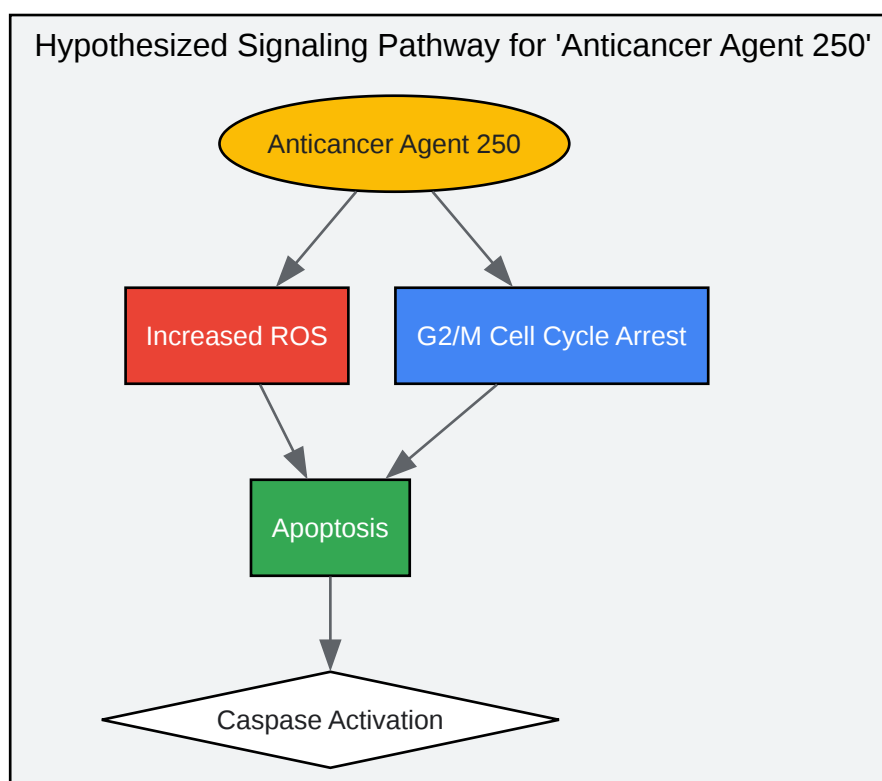 Hypothesized Signaling Pathway for 'Anticancer Agent 250'
Anticancer Agent 250
Increased ROS
G2/M Cell Cycle Arrest
Apoptosis
Caspase Activation